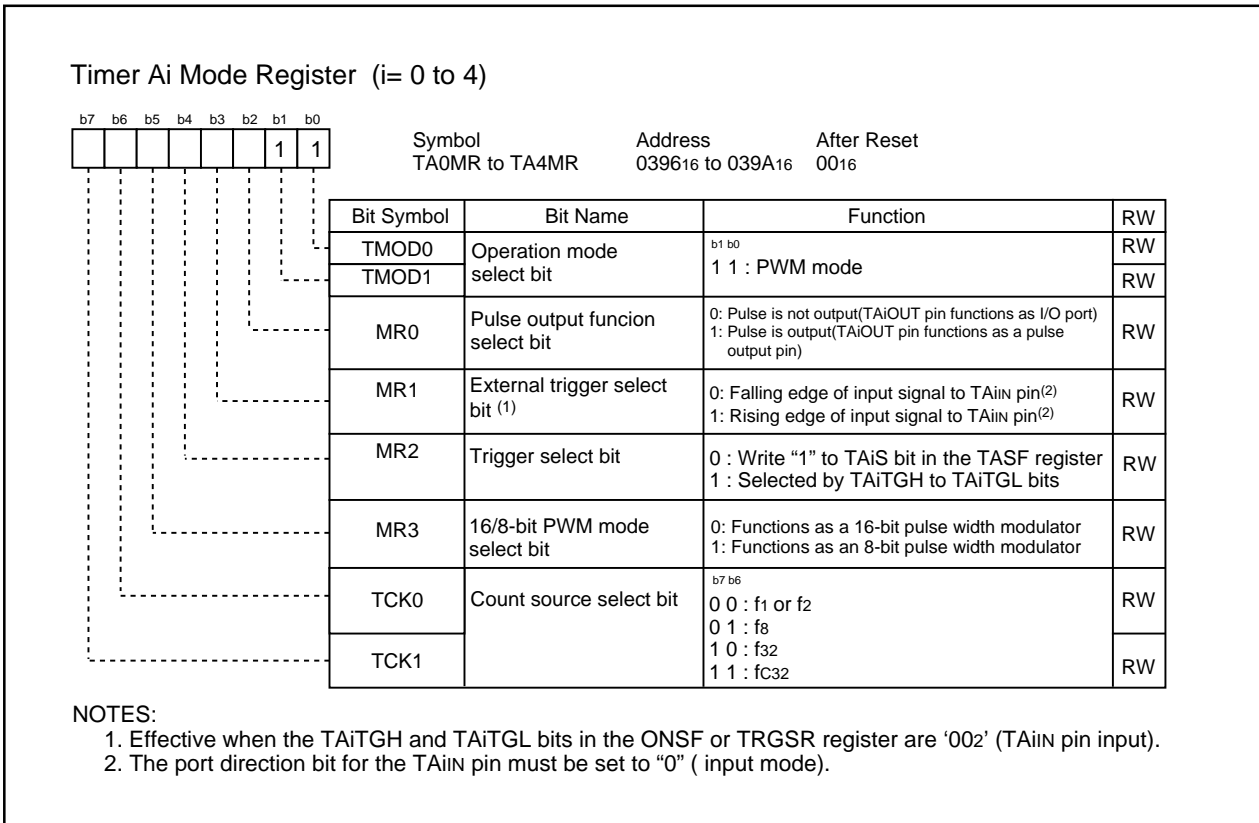 Timer Ai Mode Register (i= 0 to 4)
b7 b6 b5 b4 b3 b2 b1 b0
1 1
Symbol Address After Reset
TA0MR to TA4MR 039616 to 039A16 0016
Bit Symbol Bit Name Function RW
TMOD0 Operation mode select bit b1 b0 RW
TMOD1 1 1 : PWM mode RW
MR0 Pulse output funcion select bit 0: Pulse is not output(TAiOUT pin functions as I/O port) RW
1: Pulse is output(TAiOUT pin functions as a pulse
output pin)
MR1 External trigger select bit (1) 0: Falling edge of input signal to TAiIN pin(2) RW
1: Rising edge of input signal to TAiIN pin(2)
MR2 Trigger select bit 0 : Write “1” to TAiS bit in the TASF register RW
1 : Selected by TAiTGH to TAiTGL bits
MR3 16/8-bit PWM mode select bit 0: Functions as a 16-bit pulse width modulator RW
1: Functions as an 8-bit pulse width modulator
TCK0 Count source select bit b7 b6 RW
0 0 : f1 or f2
0 1 : f8
TCK1 1 0 : f32 RW
1 1 : fC32
NOTES:
1. Effective when the TAiTGH and TAiTGL bits in the ONSF or TRGSR register are ‘002’ (TAiIN pin input).
2. The port direction bit for the TAiIN pin must be set to “0” ( input mode).